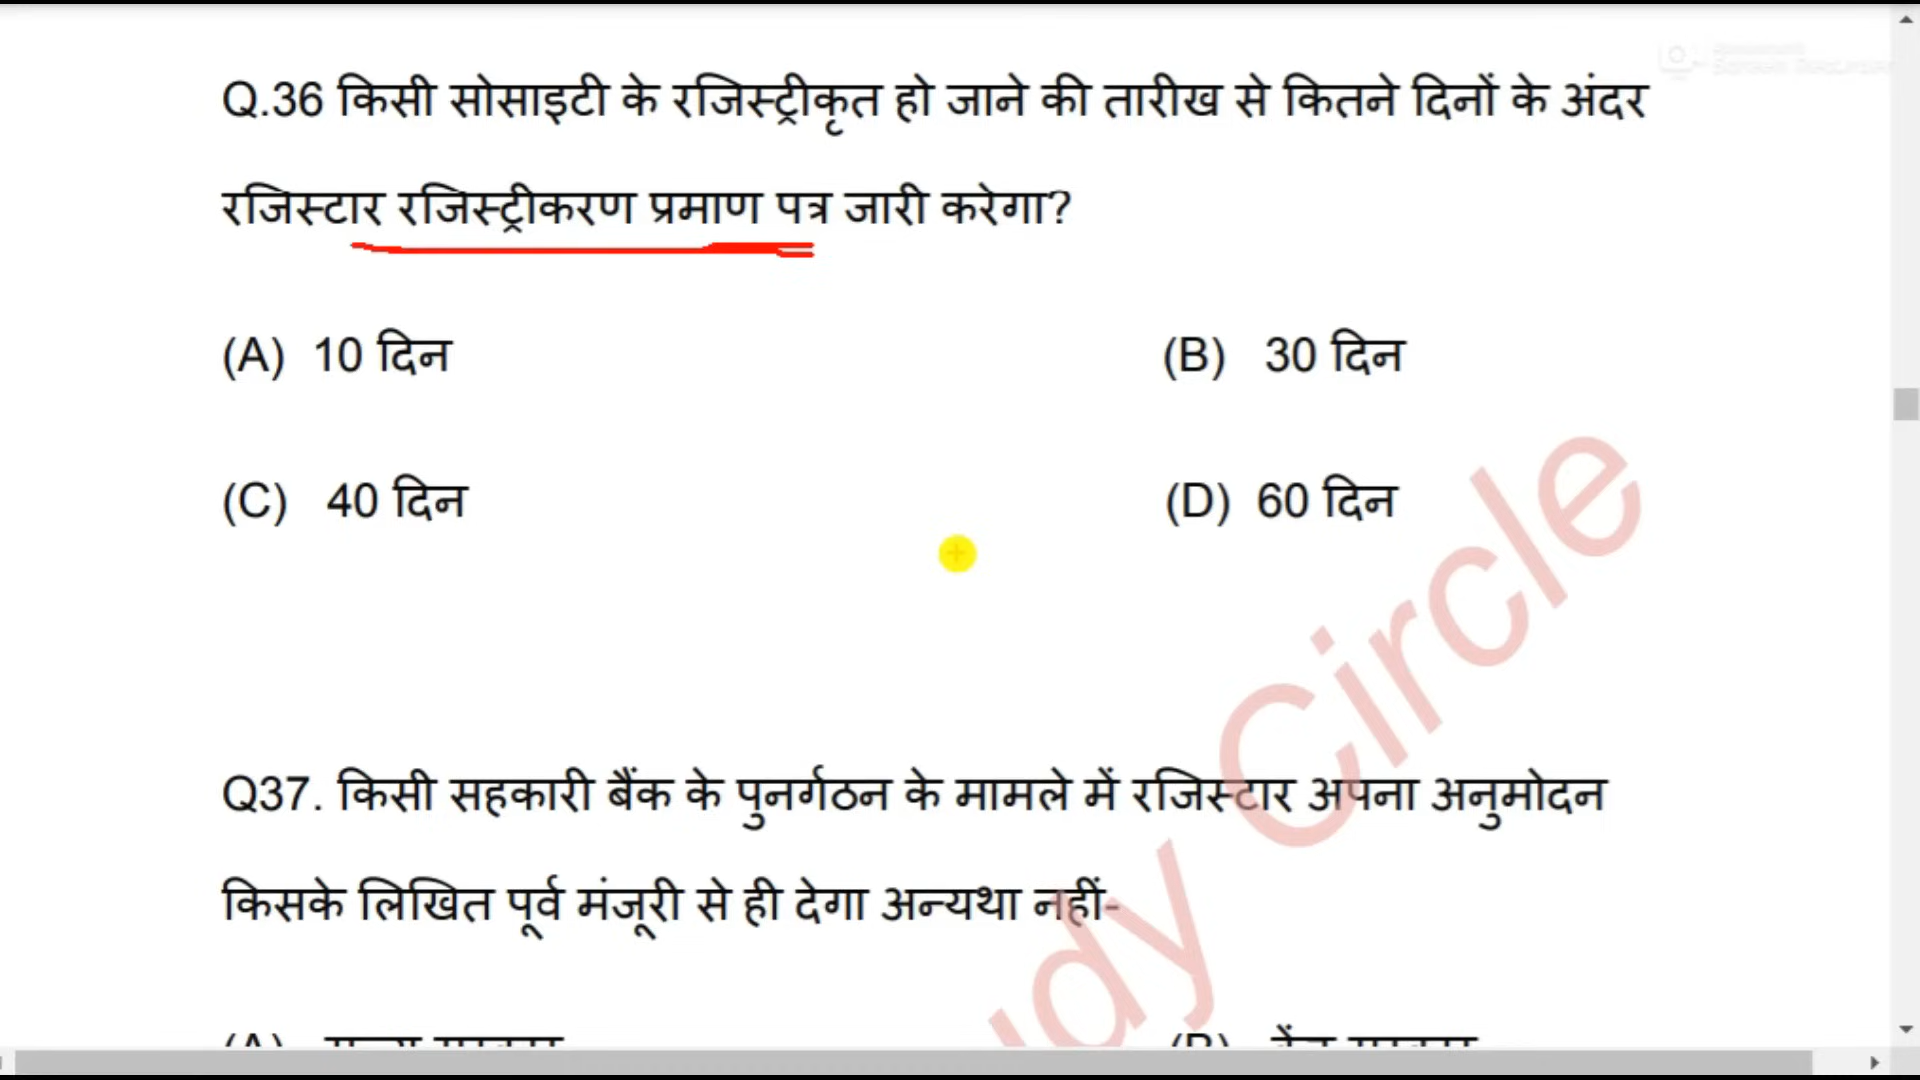 Q.36 किसी सोसाइटी के रजिस्ट्रीकृत हो जाने की तारीख से कितने दिनों के अंदर
रजिस्टार रजिस्ट्रीकरण प्रमाण पत्र जारी करेगा?
(A) 10 दिन (B) 30 दिन
(C) 40 दिन (D) 60 दिन
Q37. किसी सहकारी बैंक के पुनर्गठन के मामले में रजिस्टार अपना अनुमोदन
किसके लिखित पूर्व मंजूरी से ही देगा अन्यथा नहीं-
udy Circle